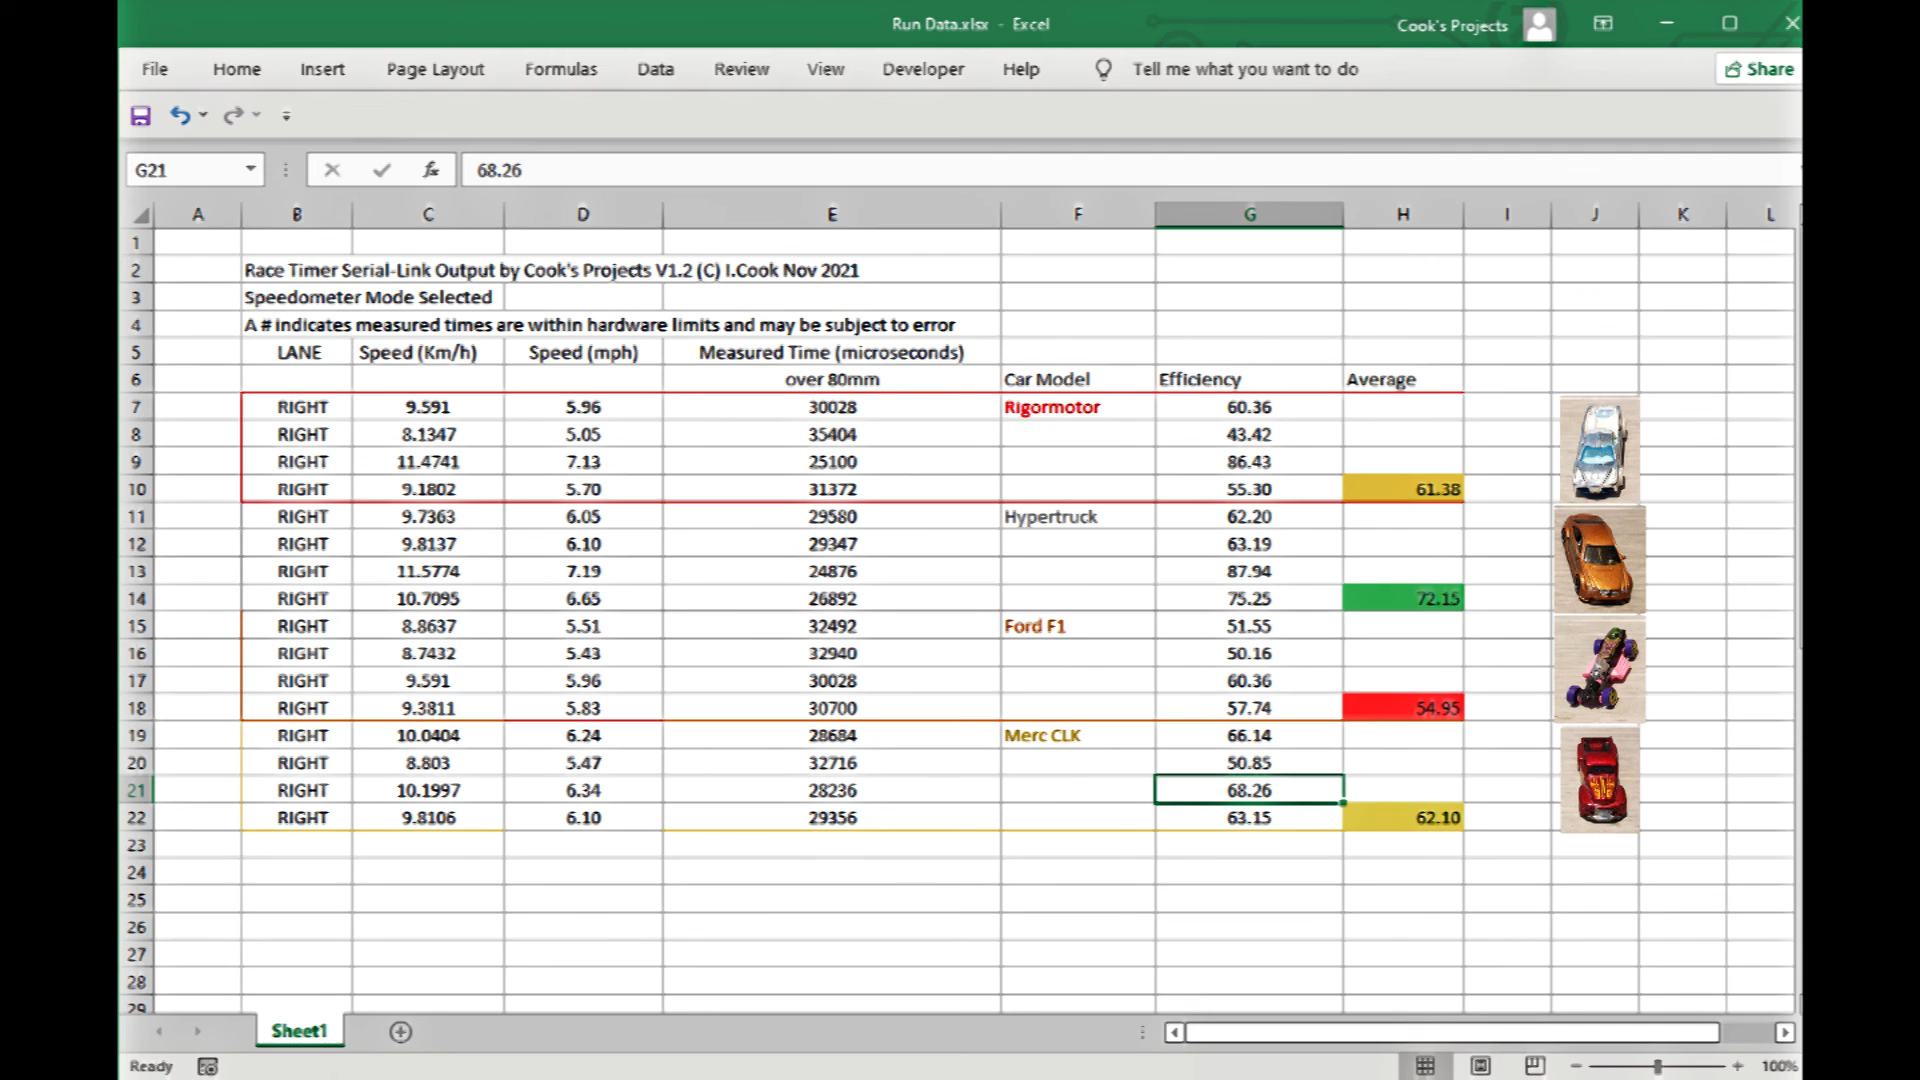 Run Data.xlsx - Excel
Cook's Projects
File Home Insert Page Layout Formulas Data Review View Developer Help Tell me what you want to do Share
G21 fx 68.26
A B C D E F G H I J K L
1
2 Race Timer Serial-Link Output by Cook's Projects V1.2 (C) I.Cook Nov 2021
3 Speedometer Mode Selected
4 A # indicates measured times are within hardware limits and may be subject to error
5 LANE Speed (Km/h) Speed (mph) Measured Time (microseconds)
6 over 80mm Car Model Efficiency Average
7 RIGHT 9.591 5.96 30028 Rigormotor 60.36
8 RIGHT 8.1347 5.05 35404 43.42
9 RIGHT 11.4741 7.13 25100 86.43
10 RIGHT 9.1802 5.70 31372 55.30 61.38
11 RIGHT 9.7363 6.05 29580 Hypertruck 62.20
12 RIGHT 9.8137 6.10 29347 63.19
13 RIGHT 11.5774 7.19 24876 87.94
14 RIGHT 10.7095 6.65 26892 75.25 72.15
15 RIGHT 8.8637 5.51 32492 Ford F1 51.55
16 RIGHT 8.7432 5.43 32940 50.16
17 RIGHT 9.591 5.96 30028 60.36
18 RIGHT 9.3811 5.83 30700 57.74 54.95
19 RIGHT 10.0404 6.24 28684 Merc CLK 66.14
20 RIGHT 8.803 5.47 32716 50.85
21 RIGHT 10.1997 6.34 28236 68.26
22 RIGHT 9.8106 6.10 29356 63.15 62.10
23
24
25
26
27
28
29
Sheet1
Ready 100%